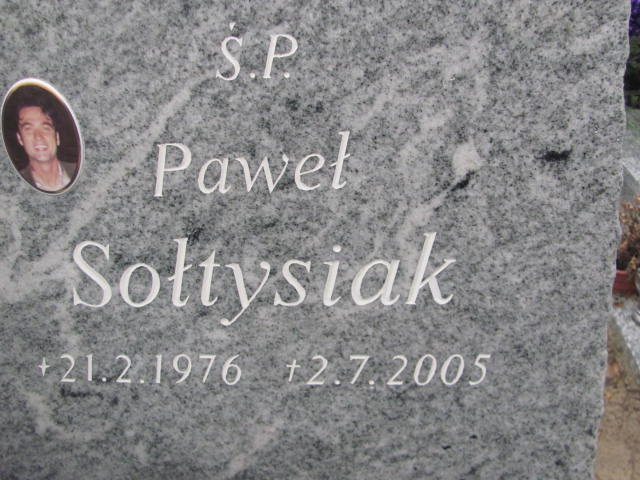 Ś.P.
Paweł
Sołtysiak
+21.2.1976 †2.7.2005